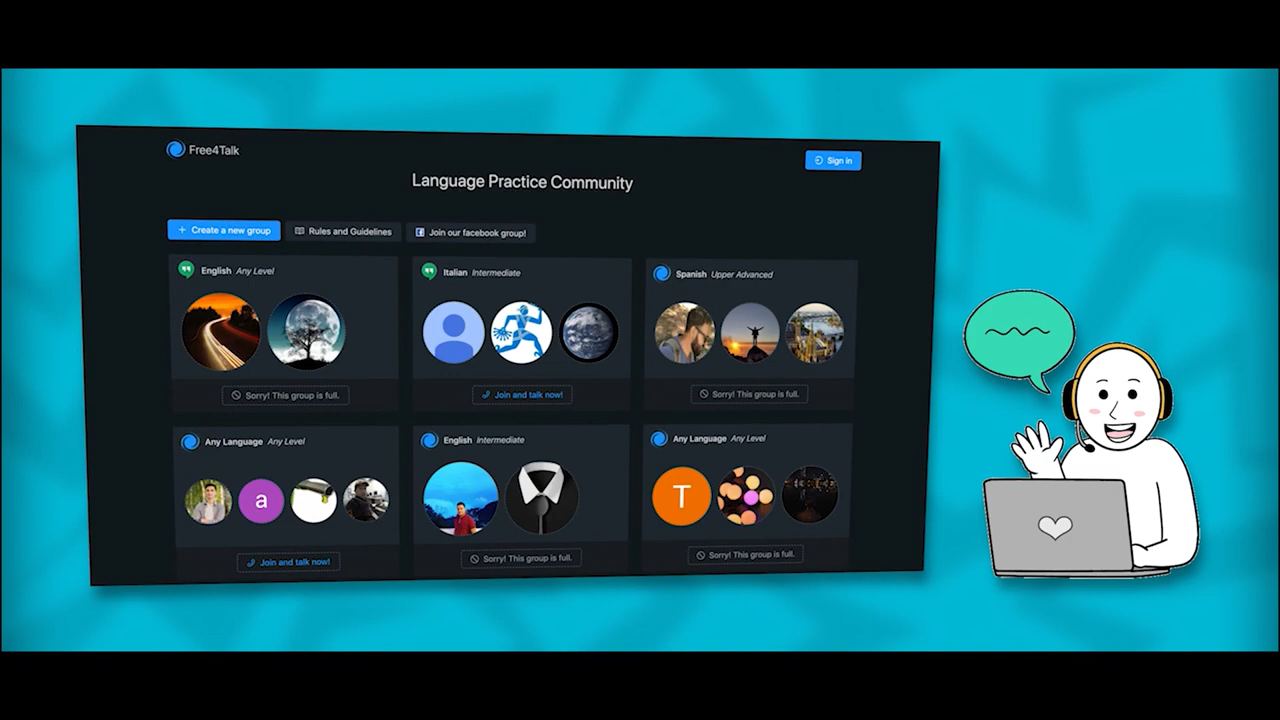 Free4Talk
Sign in
Language Practice Community
Create a new group
Rules and Guidelines
Join our facebook group!
English Any Level
Italian Intermediate
Spanish Upper Advanced
Sorry! This group is full.
Join and talk now!
Sorry! This group is full.
Any Language Any Level
English Intermediate
Any Language Any Level
a
T
Join and talk now!
Sorry! This group is full.
Sorry! This group is full.